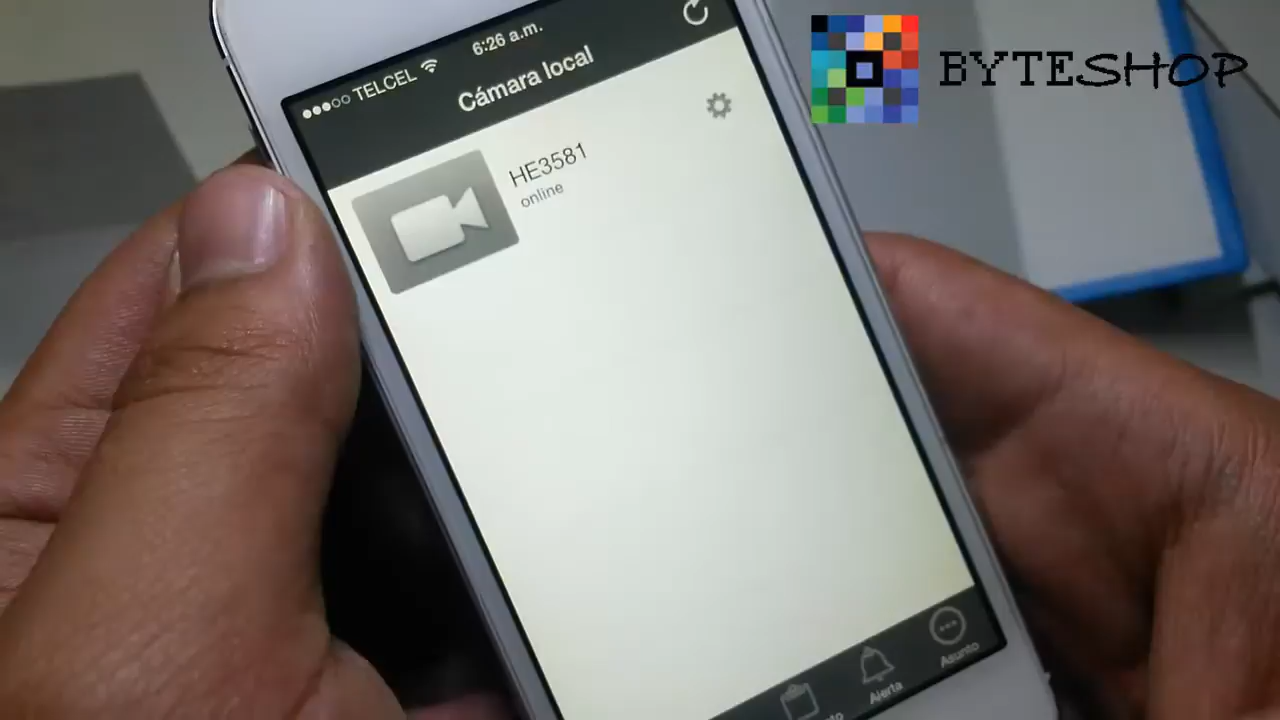 BYTESHOP
TELCEL 6:26 a.m.
Cámara local
HE3581
online
Alerta
Asunto